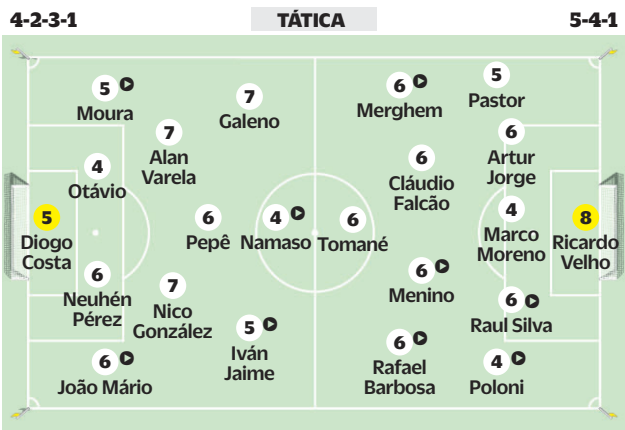 4-2-3-1 TÁTICA 5-4-1
5
Moura
7
Galeno
6
Merghem
5
Pastor
7
Alan
Varela
6
Artur
Jorge
4
Otávio
6
Cláudio
Falcão
5
Diogo
Costa
6
Pepê
4
Namaso
6
Tomané
4
Marco
Moreno
8
Ricardo
Velho
6
Neuhén
Pérez
7
Nico
González
6
Menino
6
Raul Silva
5
Iván
Jaime
6
Rafael
Barbosa
6
João Mário
4
Poloni